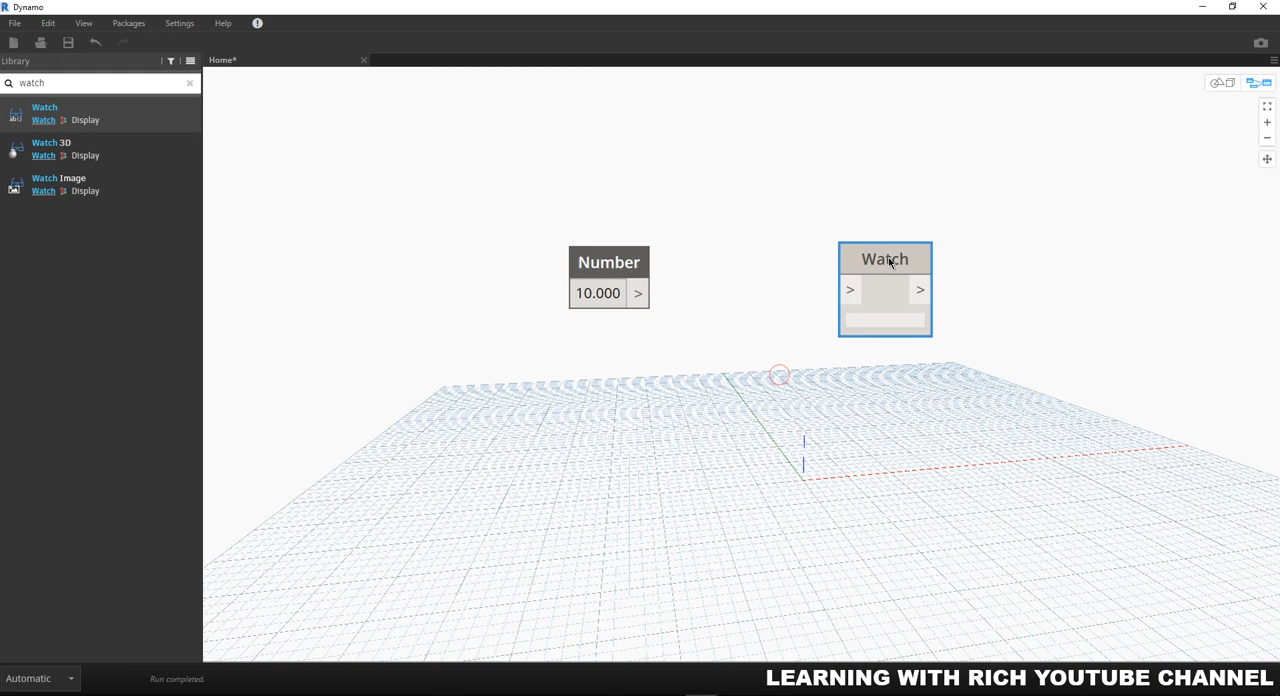 Dynamo
File Edit View Packages Settings Help
Library
Home*
watch
Watch
Watch Display
Watch 3D
Watch Display
Watch Image
Watch Display
Number
10.000 >
Watch
> >
Automatic
Run completed.
LEARNING WITH RICH YOUTUBE CHANNEL